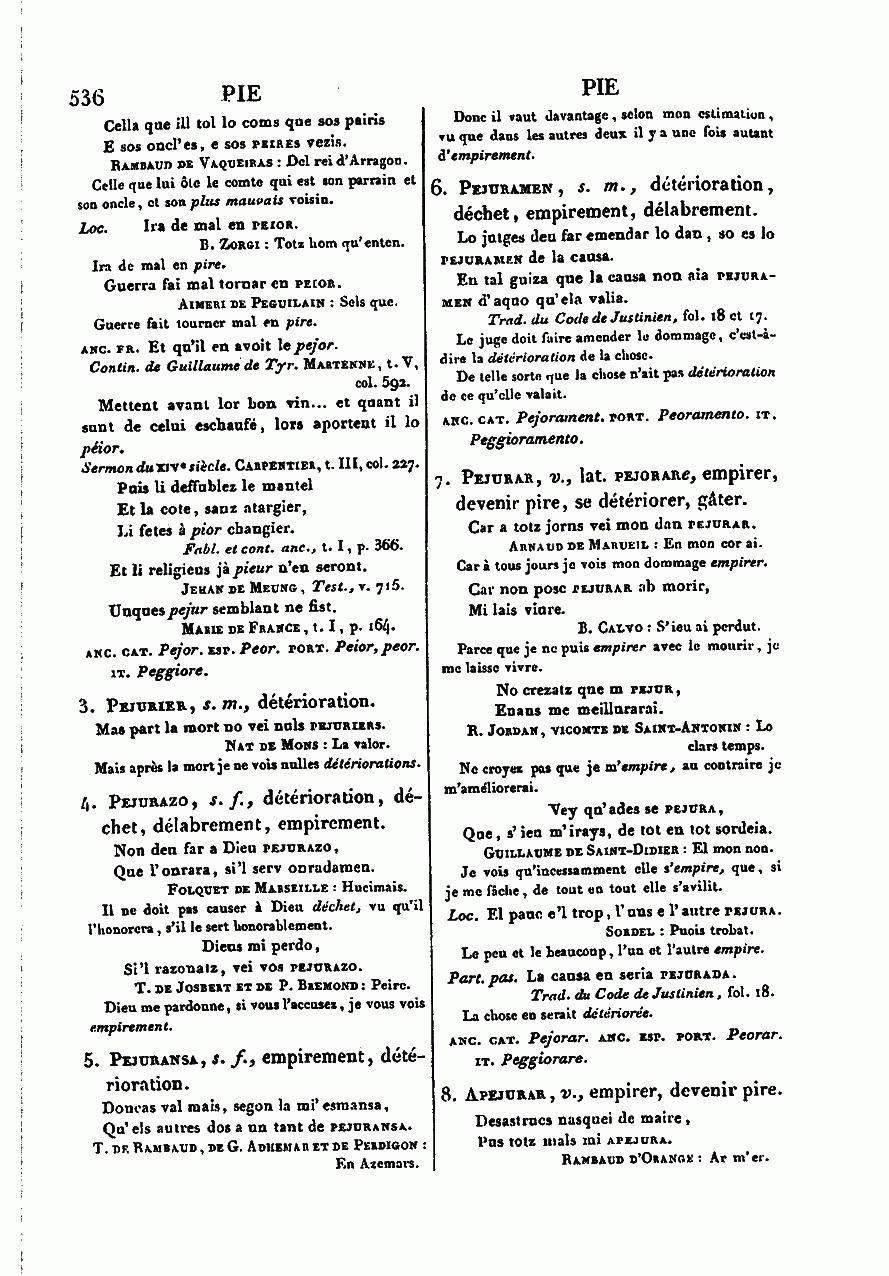 536 PIE
Cella que ill tol lo coms que sos pairis
E sos oncl'es, e sos PEIRES vezis.
RAMBAUD DE VAQUEIRAS : Del rei d'Arragon.
Celle que lui ôte le comte qui est son parrain et
son oncle, et son plus mauvais voisin.
Loc. Ira de mal en PEIOR.
B. ZORGI : Totz hom qu'enten.
Ira de mal en pire.
Guerra fai mal tornar en PEIOR.
AIMERI DE PEGUILAIN : Sels que.
Guerre fait tourner mal en pire.
ANC. FR. Et qu'il en avoit le pejor.
Contin. de Guillaume de Tyr. MARTENNE, t. V,
col. 592.
Mettent avant lor bon vin... et quant il
sunt de celui eschaufé, lors aportent il lo
péior.
Sermon du XIVe siècle. CARPENTIER, t. III, col. 227.
Puis li deffublez le mantel
Et la cote, sanz atargier,
Li fetes à pior changier.
Fabl. et cont. anc., t. I, p. 366.
Et li religieus jà pieur n'en seront.
JEHAN DE MEUNG, Test., v. 715.
Unques pejur semblant ne fist.
MARIE DE FRANCE, t. I, p. 164.
ANC. CAT. Pejor. ESP. Peor. PORT. Peior, peor.
IT. Peggiore.
3. PEJURIER, s. m., détérioration.
Mas part la mort no vei nuls PEJURIERS.
NAT DE MONS : La valor.
Mais après la mort je ne vois nulles détériorations.
4. PEJURAZO, s. f., détérioration, dé-
chet, délabrement, empirement.
Non deu far a Dieu PEJURAZO,
Que l'onrara, si'l serv onradamen.
FOLQUET DE MARSEILLE : Hueimais.
Il ne doit pas causer à Dieu déchet, vu qu'il
l'honorera, s'il le sert honorablement.
Dieus mi perdo,
Si'l razonatz, vei vos PEJURAZO.
T. DE JOSBERT ET DE P. BREMOND : Peire.
Dieu me pardonne, si vous l'accusez, je vous vois
empirement.
5. PEJURANSA, s. f., empirement, dété-
rioration.
Doncas val mais, segon la mi'esmansa,
Qu'els autres dos a un tant de PEJURANSA.
T. DE RAMBAUD, DE G. ADHEMAR ET DE PERDIGON :
En Azemars.
PIE
Donc il vaut davantage, selon mon estimation,
vu que dans les autres deux il y a une fois autant
d'empirement.
6. PEJURAMEN, s. m., détérioration,
déchet, empirement, délabrement.
Lo jutges deu far emendar lo dan, so es lo
PEJURAMEN de la causa.
En tal guiza que la causa non aia PEJURA-
MEN d'aquo qu'ela valia.
Trad. du Code de Justinien, fol. 18 et 17.
Le juge doit faire amender le dommage, c'est-à-
dire la détérioration de la chose.
De telle sorte que la chose n'ait pas détérioration
de ce qu'elle valait.
ANC. CAT. Pejorament. PORT. Peoramento. IT.
Peggioramento.
7. PEJURAR, v., lat. PEJORARe, empirer,
devenir pire, se détériorer, gâter.
Car a totz jorns vei mon dan PEJURAR.
ARNAUD DE MARUEIL : En mon cor ai.
Car à tous jours je vois mon dommage empirer.
Car non posc PEJURAR ab morir,
Mi lais viure.
B. CALVO : S'ieu ai perdut.
Parce que je ne puis empirer avec le mourir, je
me laisse vivre.
No crezatz que m PEJUR,
Enans me meillurarai.
R. JORDAN, VICOMTE DE SAINT-ANTONIN : Lo
clars temps.
Ne croyez pas que je m'empire, au contraire je
m'améliorerai.
Vey qu'ades se PEJURA,
Que, s'ieu m'irays, de tot en tot sordeia.
GUILLAUME DE SAINT-DIDIER : El mon non.
Je vois qu'incessamment elle s'empire, que, si
je me fâche, de tout en tout elle s'avilit.
Loc. El pauc e'l trop, l'uns e l'autre PEJURA.
SORDEL : Puois trobat.
Le peu et le beaucoup, l'un et l'autre empire.
Part. pas. La causa en seria PEJURADA.
Trad. du Code de Justinien, fol. 18.
La chose en serait détériorée.
ANC. CAT. Pejorar. ANC. ESP. PORT. Peorar.
IT. Peggiorare.
8. APEJURAR, v., empirer, devenir pire.
Desastrucs nasquei de maire,
Pus totz mals mi APEJURA.
RAMBAUD D'ORANGE : Ar m'er.